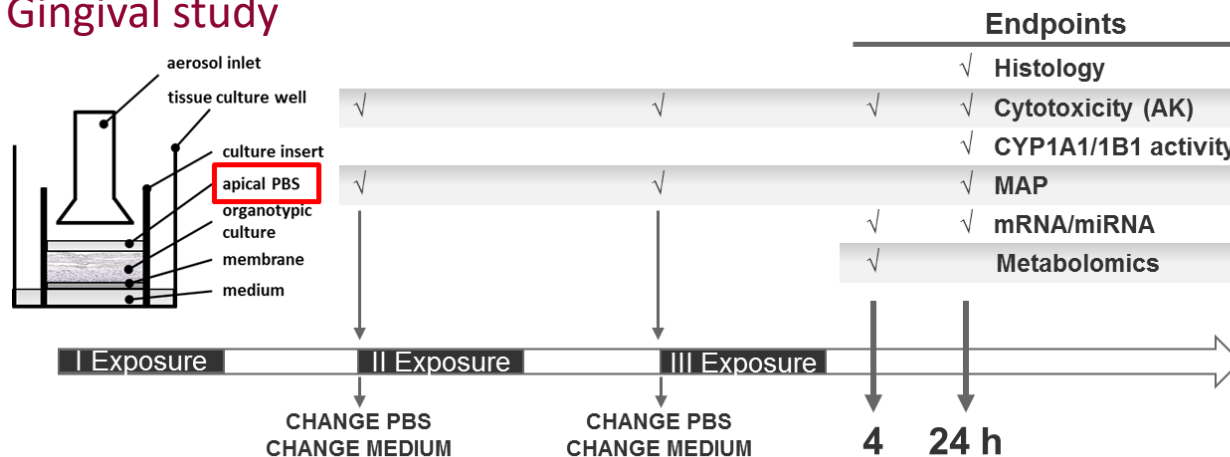 Gingival study
aerosol inlet
tissue culture well
culture insert
apical PBS
organotypic
culture
membrane
medium
Endpoints
√ Histology
√ √ √ √ Cytotoxicity (AK)
√ CYP1A1/1B1 activity
√ √ √ MAP
√ √ mRNA/miRNA
√ Metabolomics
I Exposure II Exposure III Exposure
CHANGE PBS
CHANGE MEDIUM
CHANGE PBS
CHANGE MEDIUM
4 24 h